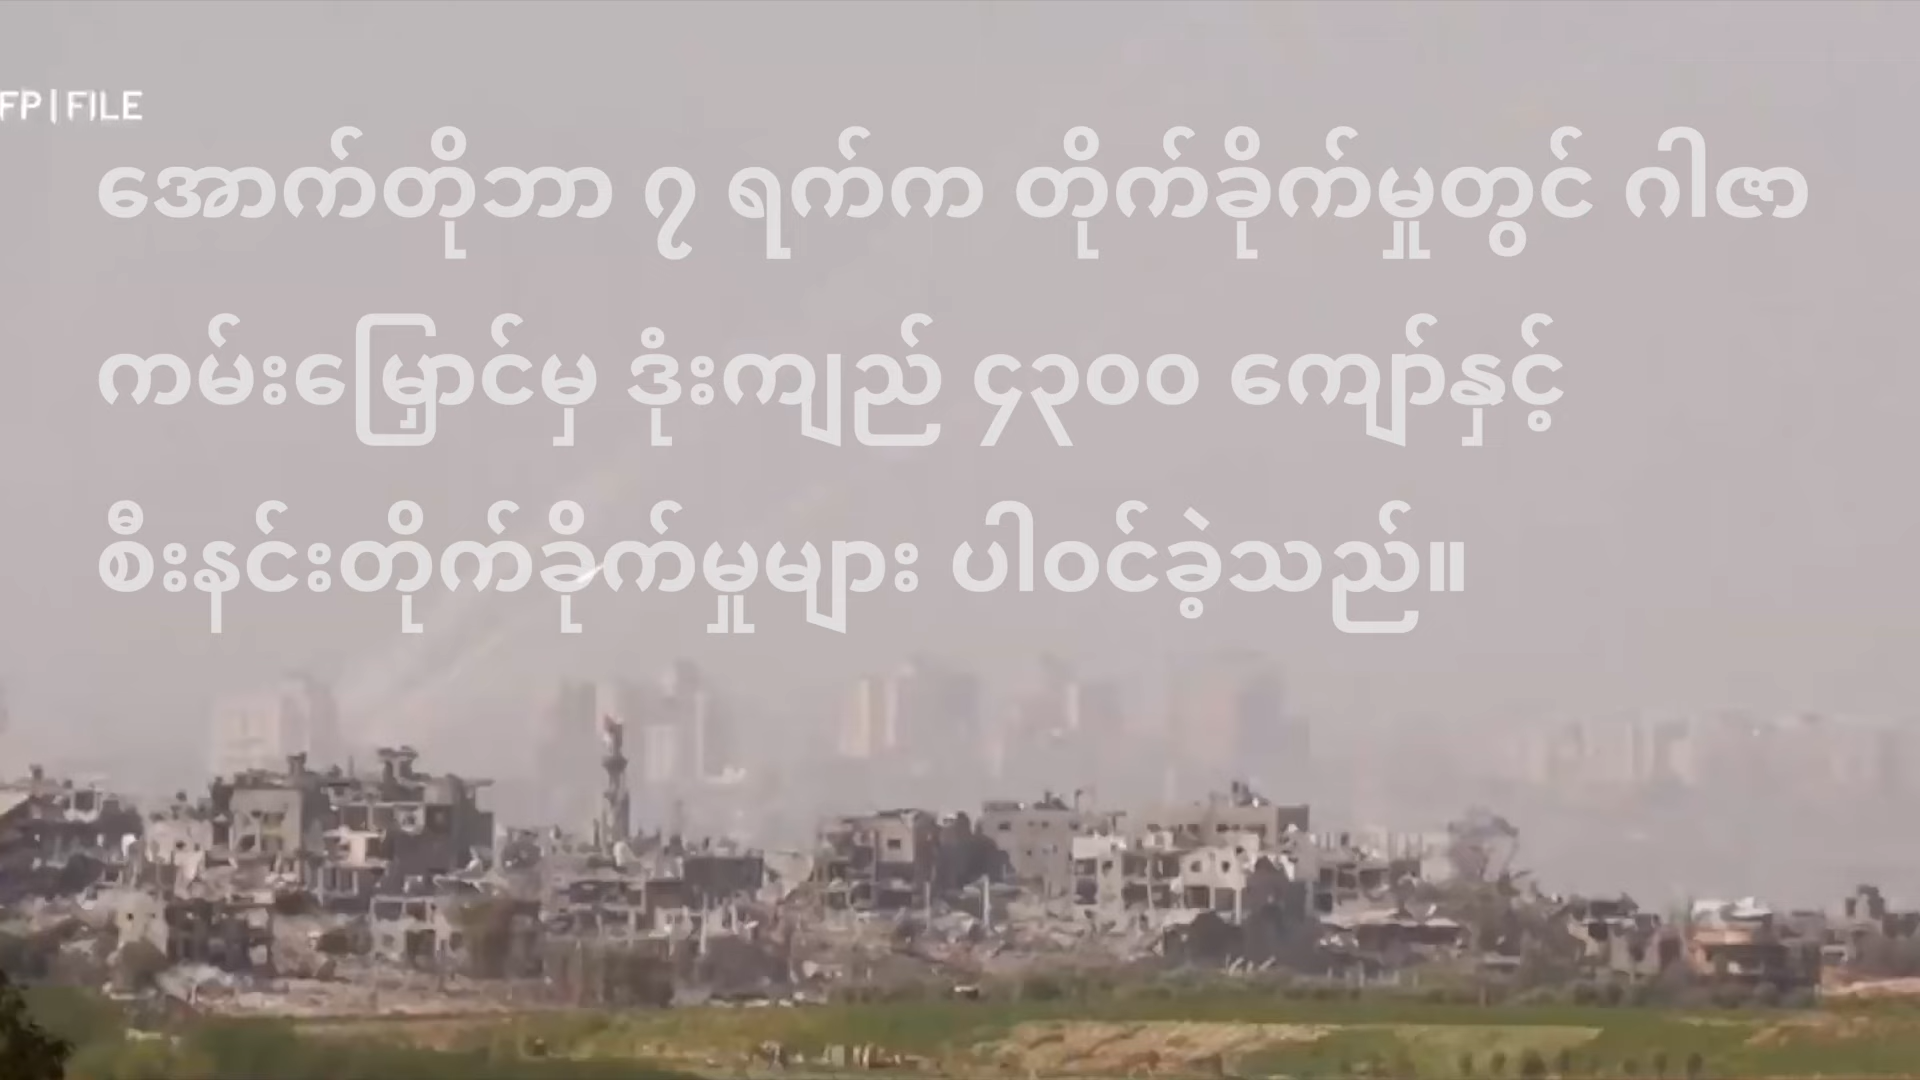 FP|FILE
အောက်တိုဘာ ၇ ရက်က တိုက်ခိုက်မှုတွင် ဂါဇာ
ကမ်းမြှောင်မှ ဒုံးကျည် ၄၃၀၀ ကျော်နှင့်
စီးနင်းတိုက်ခိုက်မှုများ ပါဝင်ခဲ့သည်။